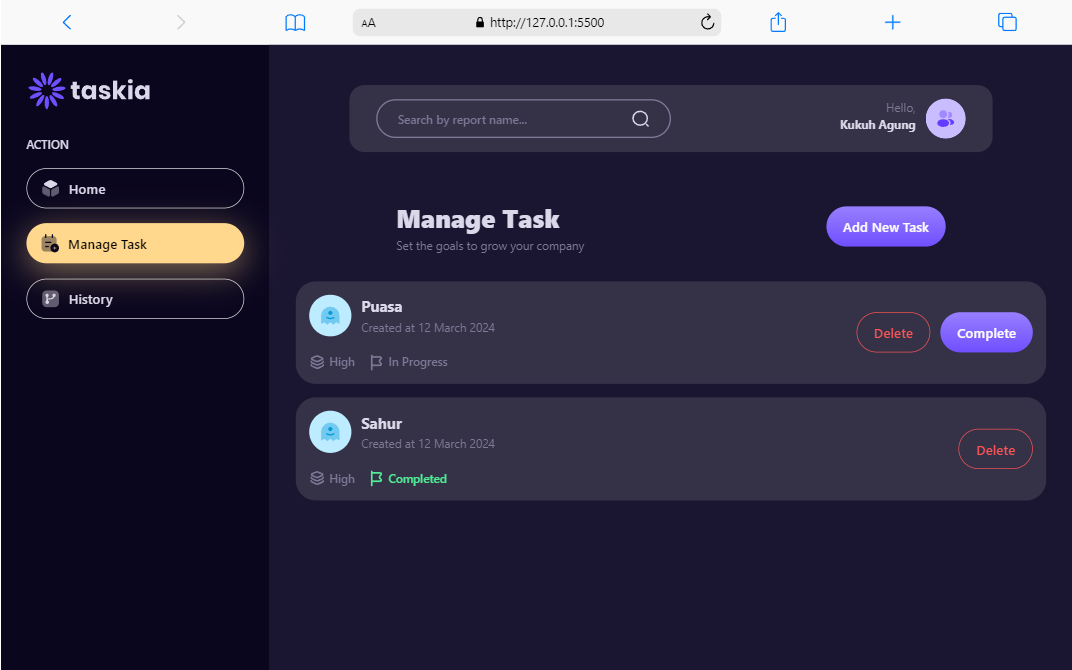 AA
http://127.0.0.1:5500
taskia
ACTION
Home
Manage Task
History
Search by report name...
Hello,
Kukuh Agung
Manage Task
Set the goals to grow your company
Add New Task
Puasa
Created at 12 March 2024
High
In Progress
Delete
Complete
Sahur
Created at 12 March 2024
High
Completed
Delete